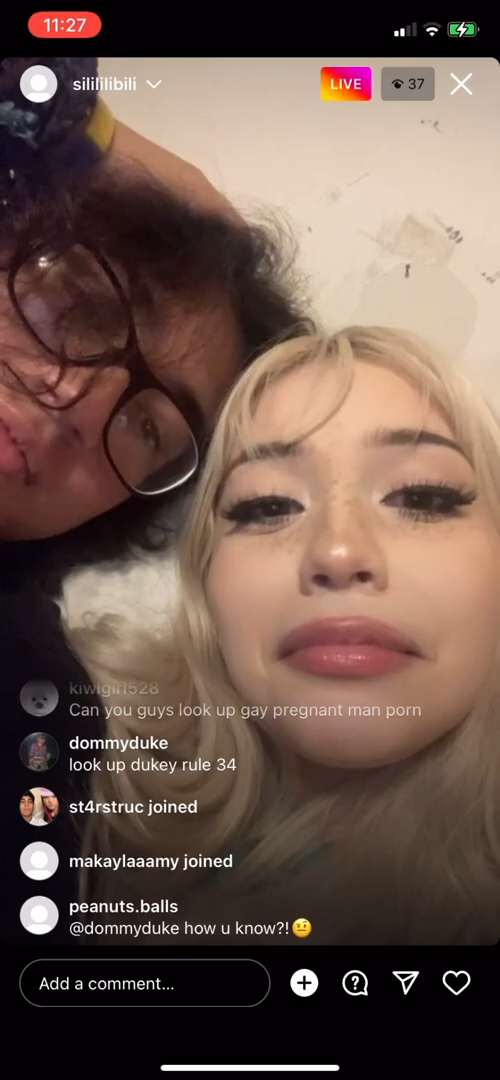 11:27
silililibili
LIVE
37
kiwigirl528
Can you guys look up gay pregnant man porn
dommyduke
look up dukey rule 34
st4rstruc joined
makaylaaamy joined
peanuts.balls
@dommyduke how u know?!🤨
Add a comment...